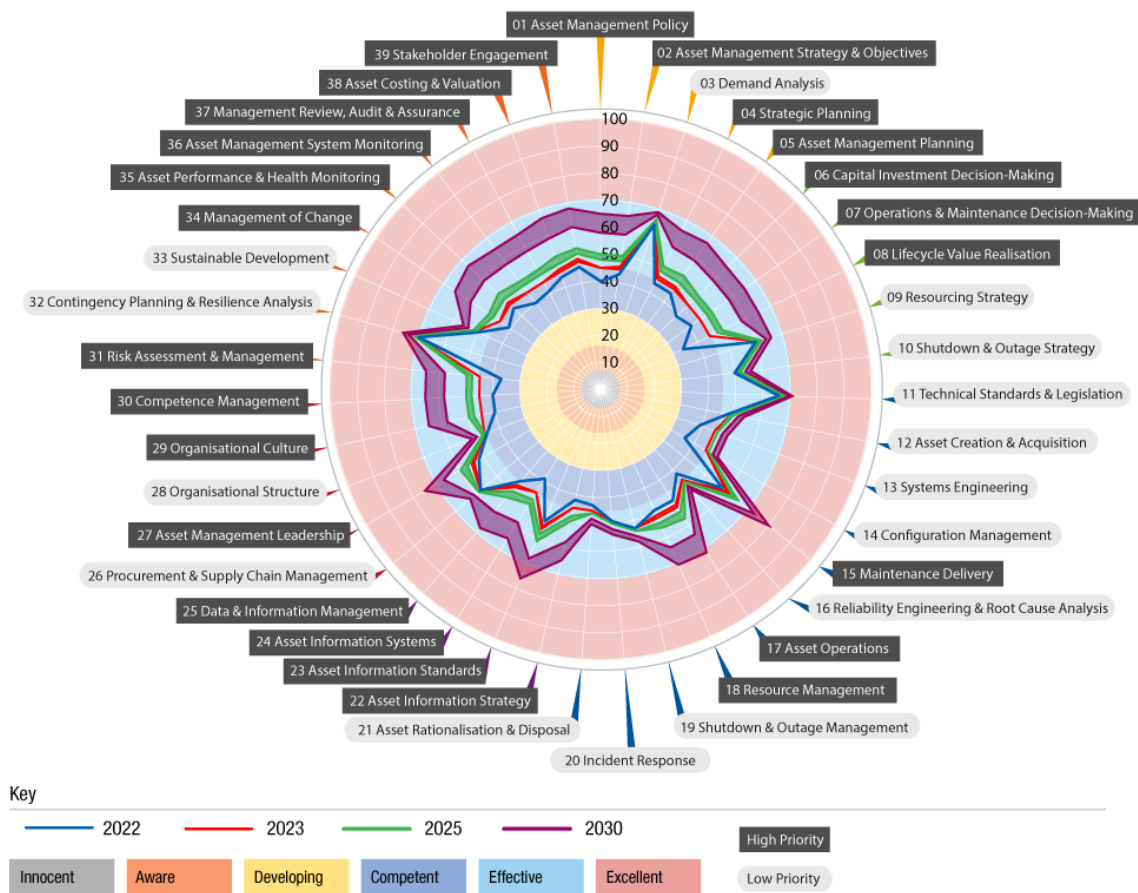 01 Asset Management Policy
02 Asset Management Strategy & Objectives
03 Demand Analysis
04 Strategic Planning
05 Asset Management Planning
06 Capital Investment Decision-Making
07 Operations & Maintenance Decision-Making
08 Lifecycle Value Realisation
09 Resourcing Strategy
10 Shutdown & Outage Strategy
11 Technical Standards & Legislation
12 Asset Creation & Acquisition
13 Systems Engineering
14 Configuration Management
15 Maintenance Delivery
16 Reliability Engineering & Root Cause Analysis
17 Asset Operations
18 Resource Management
19 Shutdown & Outage Management
20 Incident Response
21 Asset Rationalisation & Disposal
22 Asset Information Strategy
23 Asset Information Standards
24 Asset Information Systems
25 Data & Information Management
26 Procurement & Supply Chain Management
27 Asset Management Leadership
28 Organisational Structure
29 Organisational Culture
30 Competence Management
31 Risk Assessment & Management
32 Contingency Planning & Resilience Analysis
33 Sustainable Development
34 Management of Change
35 Asset Performance & Health Monitoring
36 Asset Management System Monitoring
37 Management Review, Audit & Assurance
38 Asset Costing & Valuation
39 Stakeholder Engagement
100
90
80
70
60
50
40
30
20
10
Key
2022
2023
2025
2030
High Priority
Innocent
Aware
Developing
Competent
Effective
Excellent
Low Priority